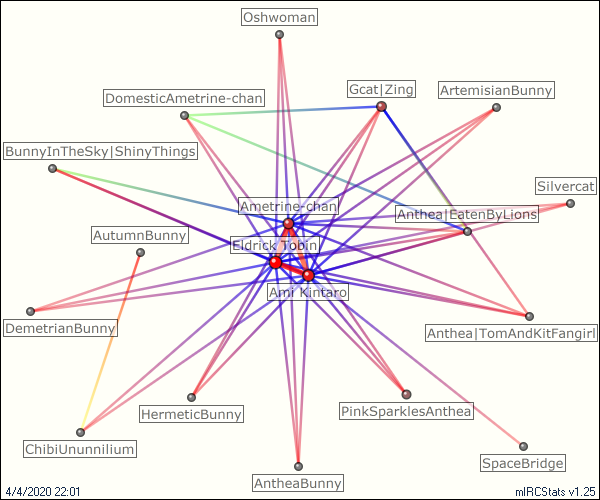 Oshwoman
Gcat|Zing
ArtemisianBunny
DomesticAmetrine-chan
BunnyInTheSky|ShinyThings
Silvercat
Ametrine-chan
Anthea|EatenByLions
AutumnBunny
Eldrick Tobin
Ami Kintaro
DemetrianBunny
Anthea|TomAndKitFangirl
HermeticBunny
PinkSparklesAnthea
ChibiUnunnilium
SpaceBridge
AntheaBunny
4/4/2020 22:01
mIRCStats v1.25